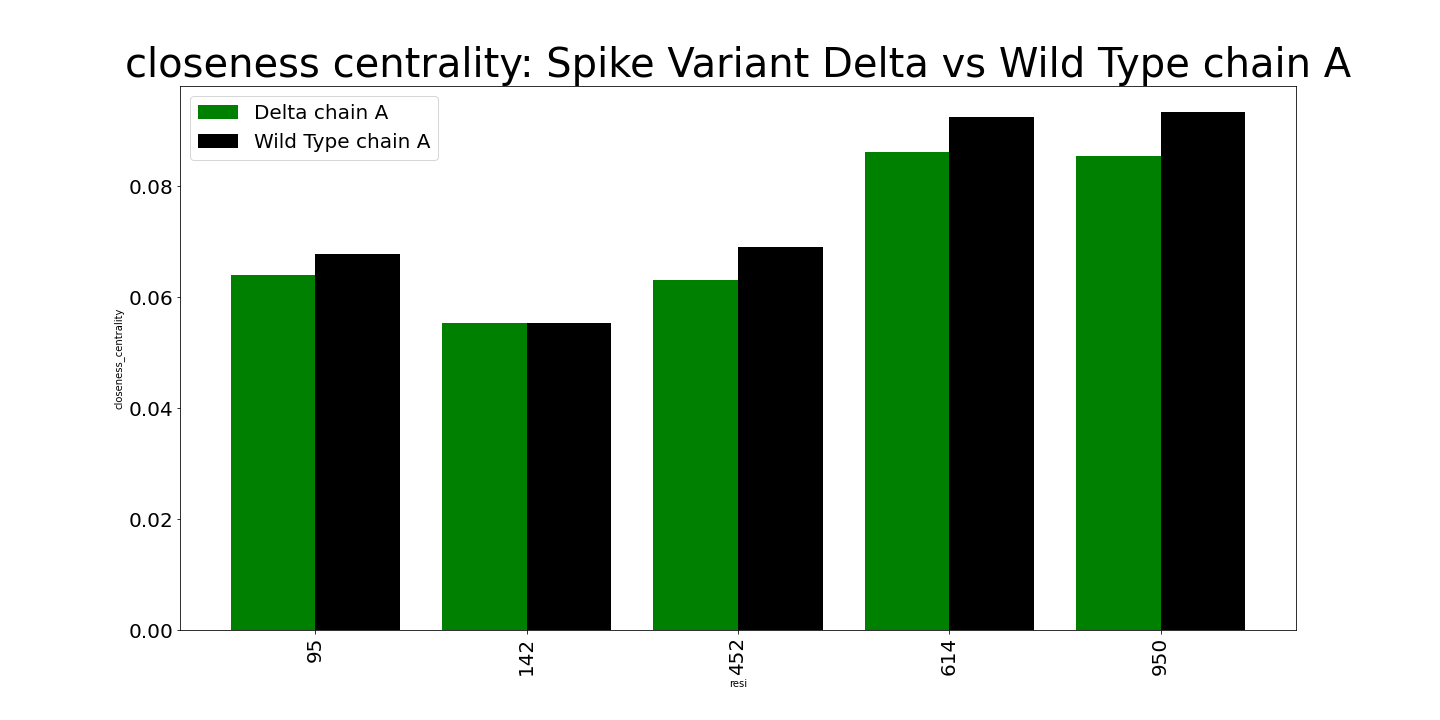 closeness centrality: Spike Variant Delta vs Wild Type chain A
Delta chain A
Wild Type chain A
0.08
0.06
0.04
0.02
0.00
closeness_centrality
95
142
452
614
950
resi